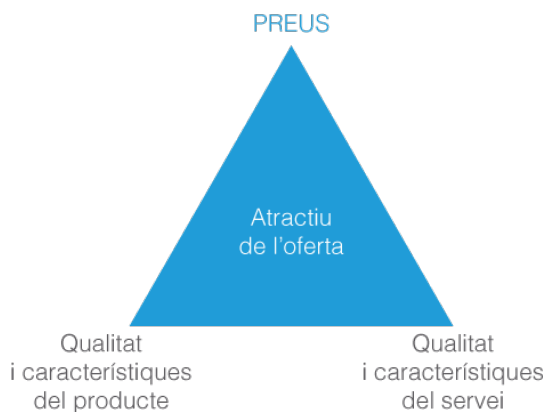 PREUS
Atractiu
de l'oferta
Qualitat
i característiques
del producte
Qualitat
i característiques
del servei